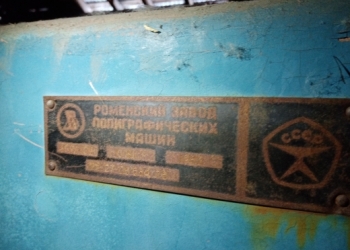 РОМЕНСКИЙ ЗАВОД
ПОЛИГРАФИЧЕСКИХ
МАШИН
СССР